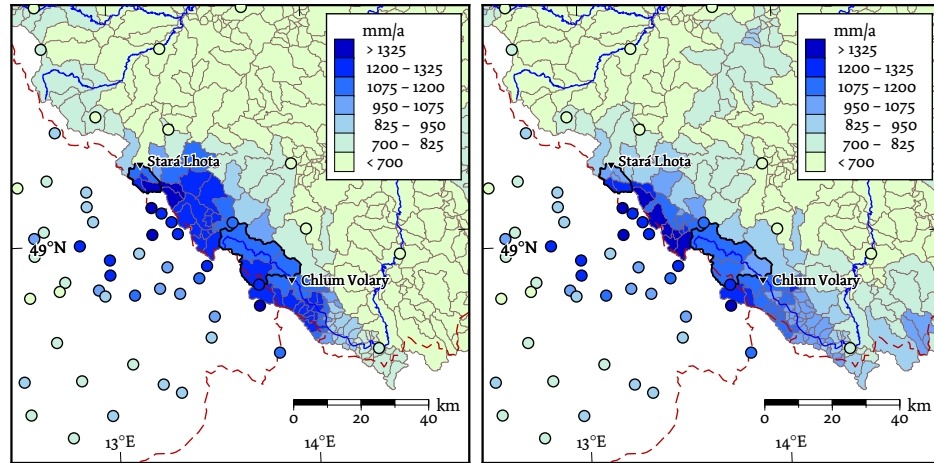 mm/a
> 1325
1200 – 1325
1075 – 1200
950 – 1075
825 – 950
700 – 825
< 700
Stará Lhota
49°N
Chlum Volary
km
0 20 40
13°E
14°E
mm/a
> 1325
1200 – 1325
1075 – 1200
950 – 1075
825 – 950
700 – 825
< 700
Stará Lhota
49°N
Chlum Volary
km
0 20 40
13°E
14°E